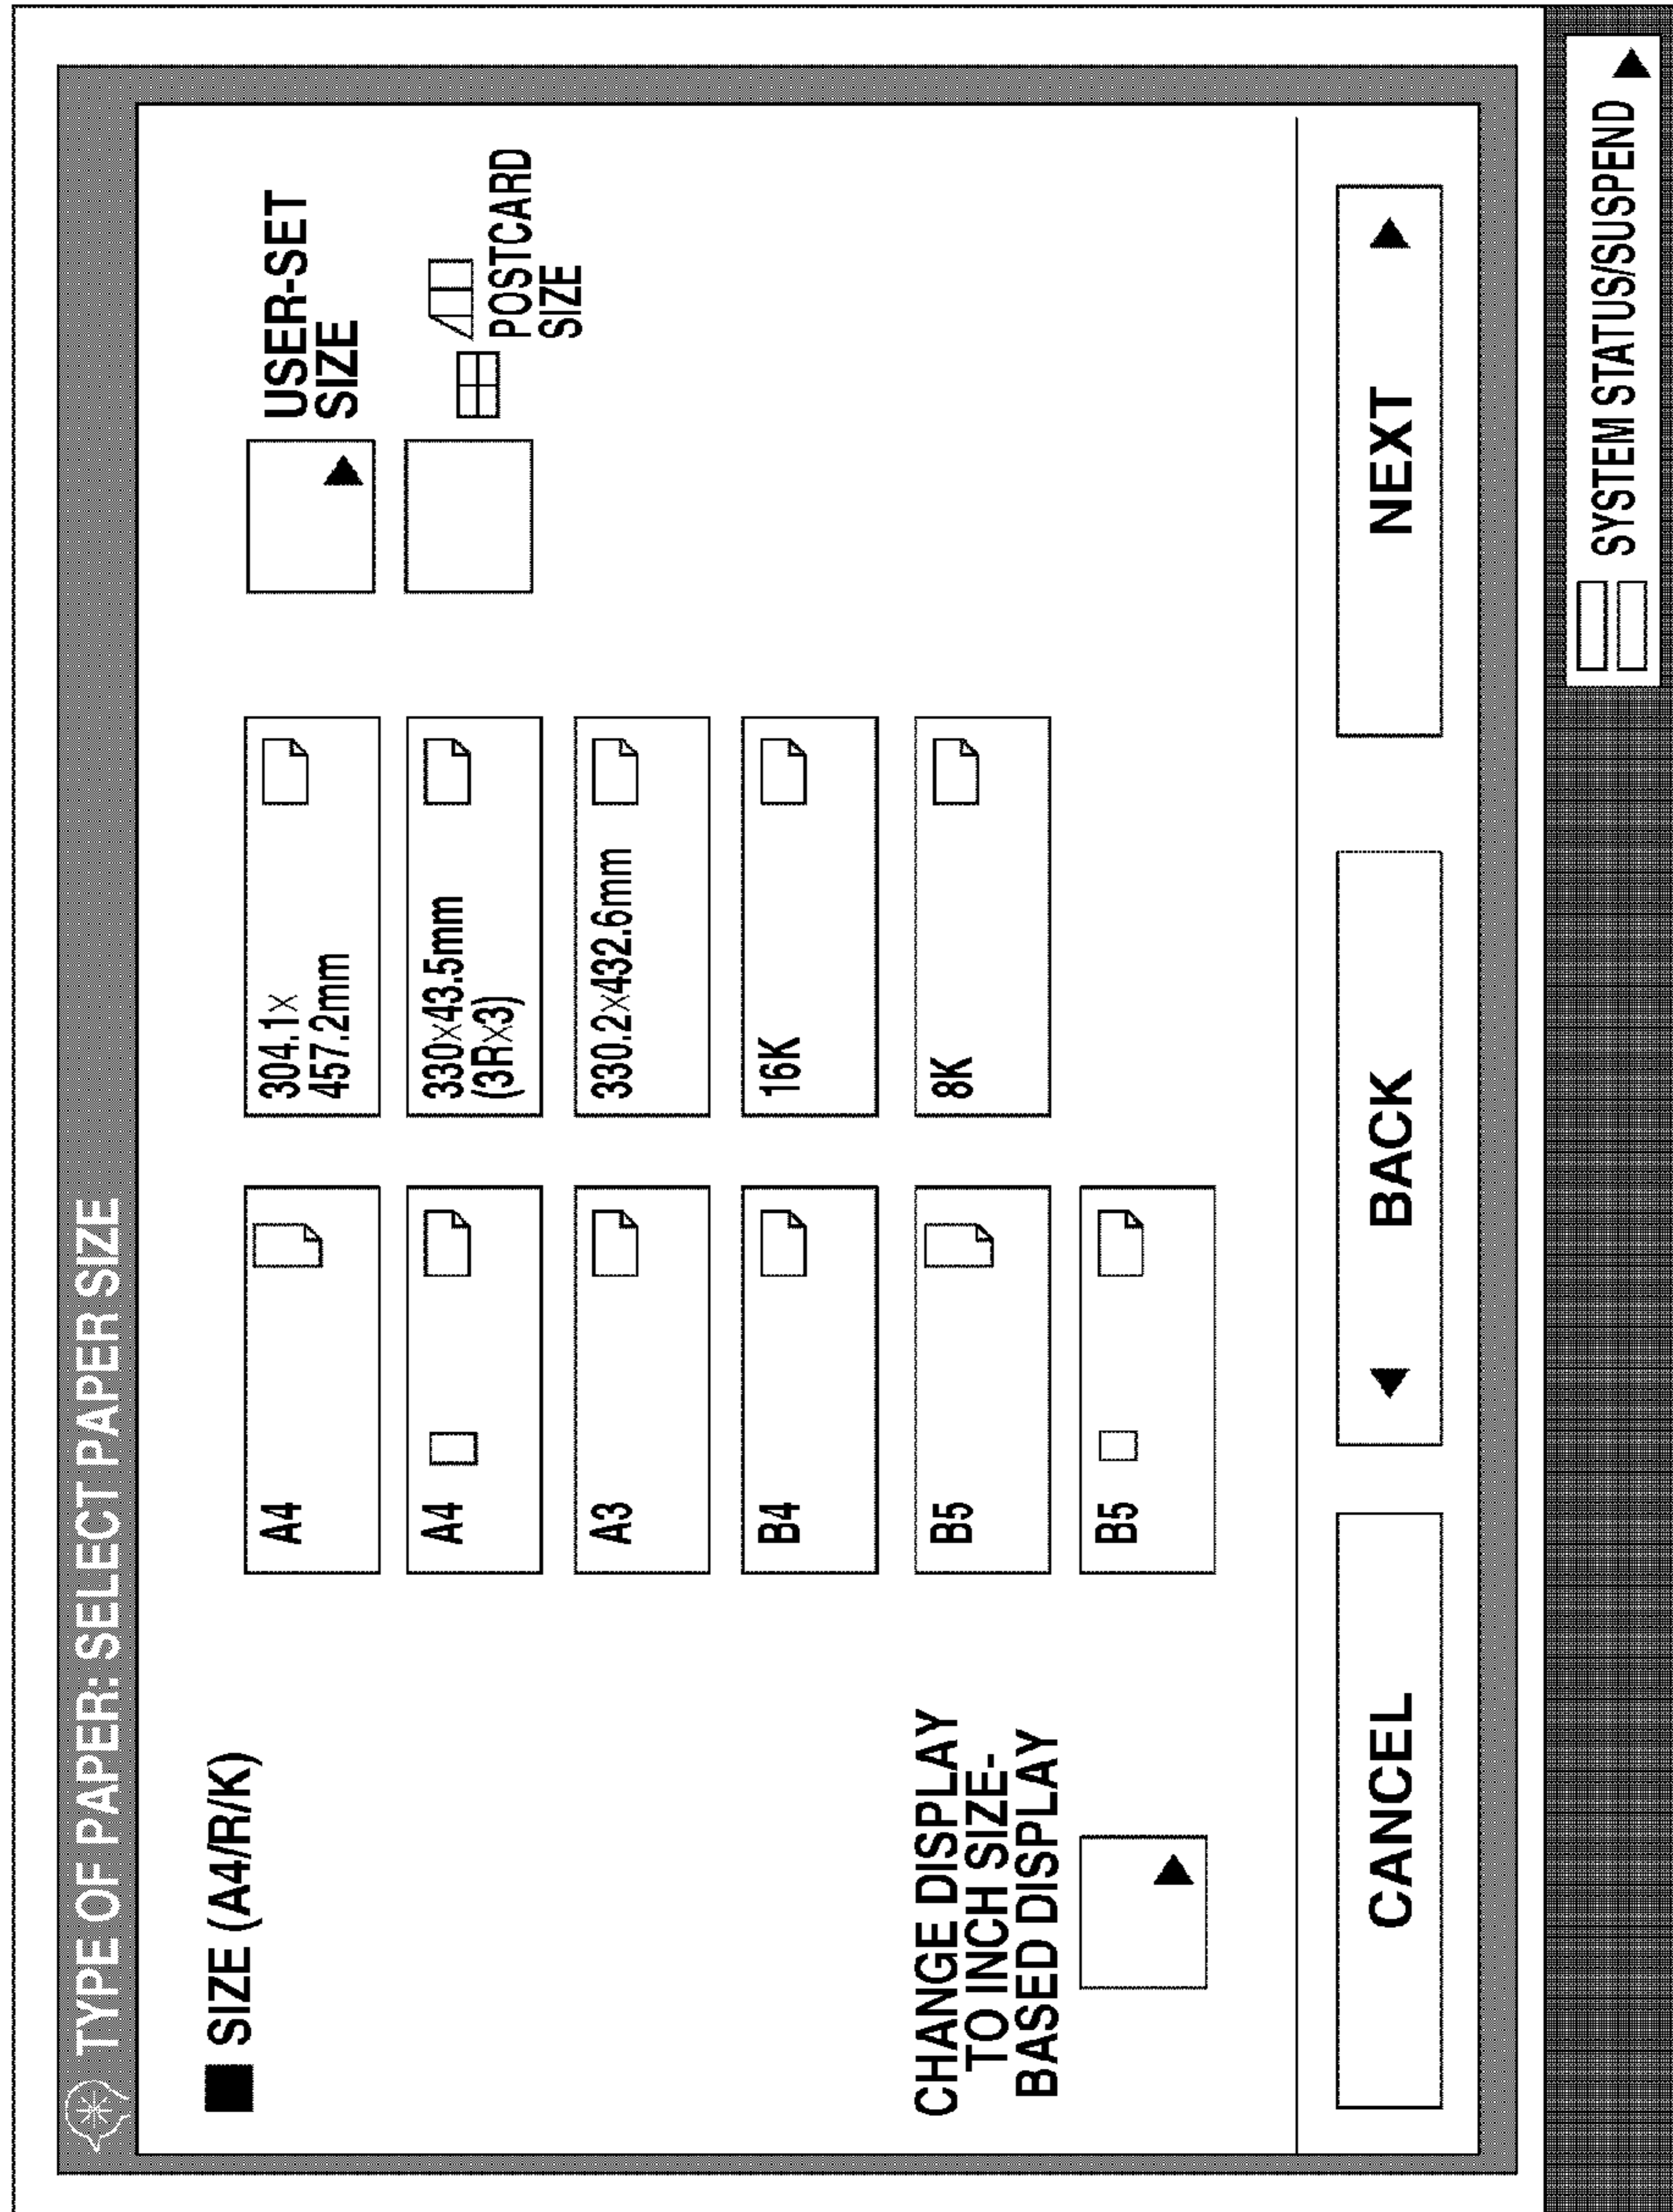 TYPE OF PAPER: SELECT PAPER SIZE
SIZE (A4/R/K)
A4
A4
A3
B4
B5
B5
304.1×
457.2mm
330×43.5mm
(3R×3)
330.2×432.6mm
16K
8K
USER-SET
SIZE
POSTCARD
SIZE
CHANGE DISPLAY
TO INCH SIZE-
BASED DISPLAY
CANCEL
BACK
NEXT
SYSTEM STATUS/SUSPEND